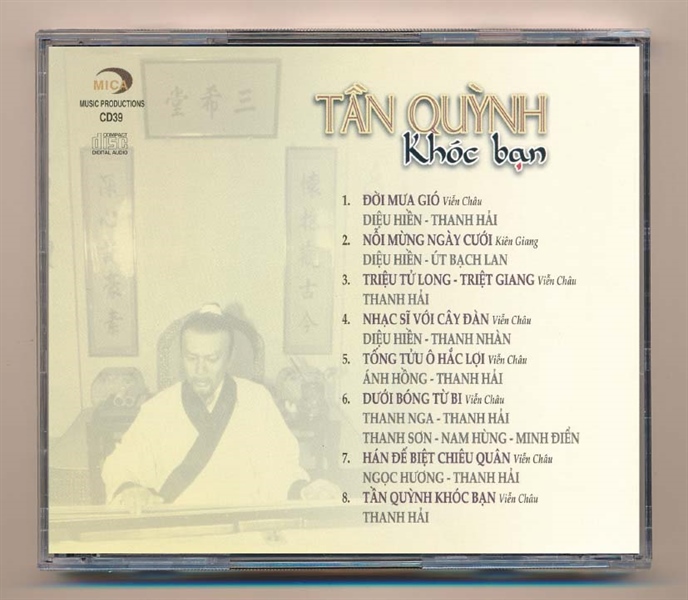 MICA
MUSIC PRODUCTIONS
CD39
COMPACT
disc
DIGITAL AUDIO
堂希三
TẦN QUỲNH
Khóc bạn
1. ĐỜI MƯA GIÓ Viễn Châu
DIỆU HIỀN - THANH HẢI
2. NỖI MỪNG NGÀY CƯỚI Kiên Giang
DIỆU HIỀN - ÚT BẠCH LAN
3. TRIỆU TỬ LONG - TRIỆT GIANG Viễn Châu
THANH HẢI
4. NHẠC SĨ VỚI CÂY ĐÀN Viễn Châu
DIỆU HIỀN - THANH NHÀN
5. TỐNG TỬU Ô HẮC LỢI Viễn Châu
ÁNH HỒNG - THANH HẢI
6. DƯỚI BÓNG TỪ BI Viễn Châu
THANH NGA - THANH HẢI
THANH SƠN - NAM HÙNG - MINH ĐIỂN
7. HÁN ĐẾ BIỆT CHIÊU QUÂN Viễn Châu
NGỌC HƯƠNG - THANH HẢI
8. TẦN QUỲNH KHÓC BẠN Viễn Châu
THANH HẢI